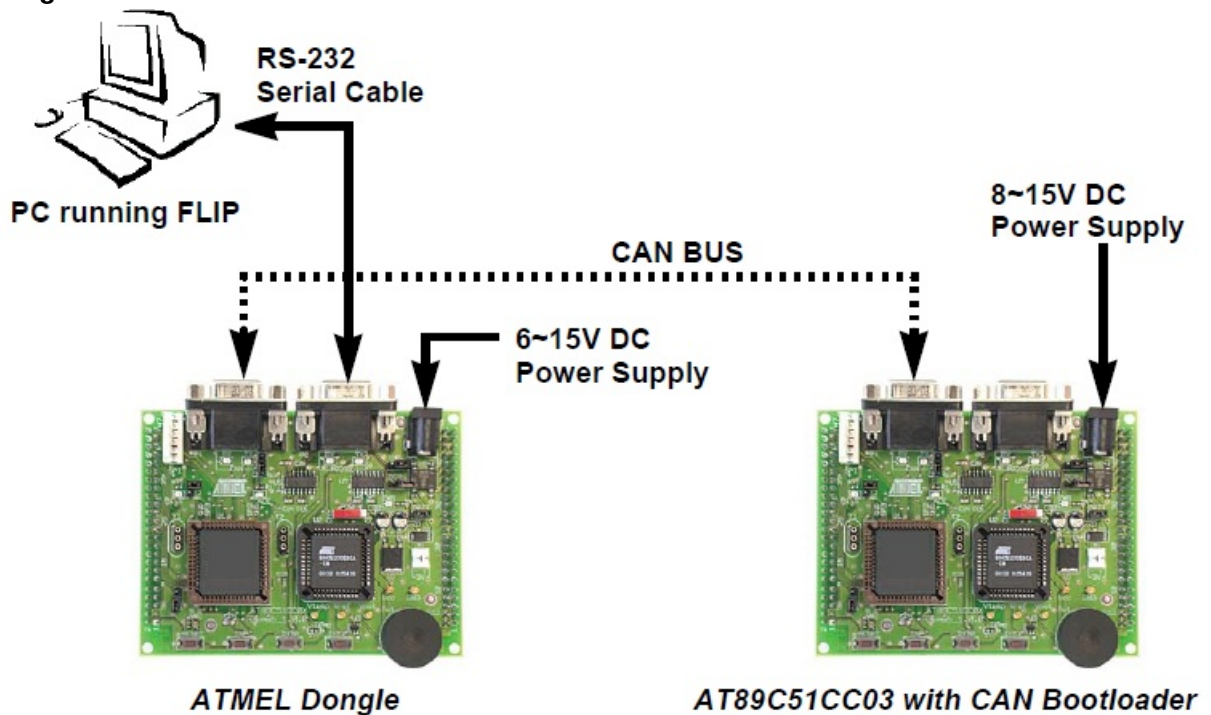 RS-232
Serial Cable
PC running FLIP
8~15V DC
Power Supply
CAN BUS
6~15V DC
Power Supply
ATMEL Dongle
AT89C51CC03 with CAN Bootloader